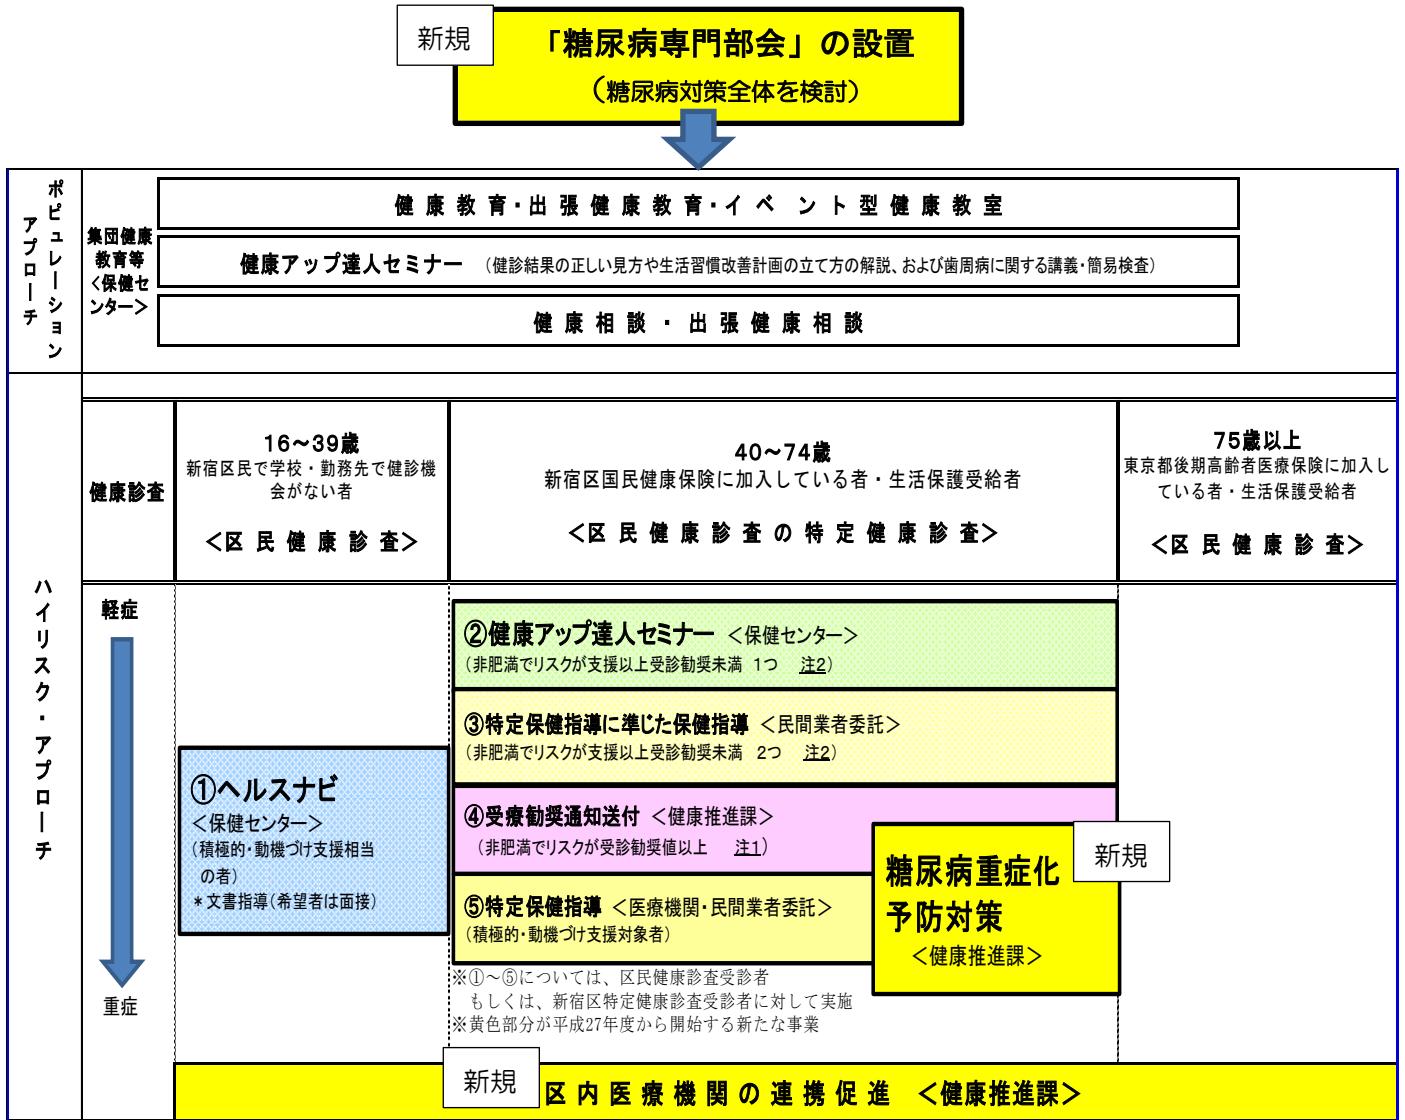 新規
「糖尿病専門部会」の設置
（糖尿病対策全体を検討）
ポピュレーション
アプローチ
集団健康
教育等
＜保健セ
ンター＞
健康教育・出張健康教育・イベント型健康教室
健康アップ達人セミナー （健診結果の正しい見方や生活習慣改善計画の立て方の解説、および歯周病に関する講義・簡易検査）
健康相談・出張健康相談
ハイリスク・アプローチ
健康診査
16～39歳
新宿区民で学校・勤務先で健診機
会がない者
＜区民健康診査＞
40～74歳
新宿区国民健康保険に加入している者・生活保護受給者
＜区民健康診査の特定健康診査＞
75歳以上
東京都後期高齢者医療保険に加入し
ている者・生活保護受給者
＜区民健康診査＞
軽症
重症
①ヘルスナビ
＜保健センター＞
（積極的・動機づけ支援相当
の者）
＊文書指導（希望者は面接）
②健康アップ達人セミナー ＜保健センター＞
（非肥満でリスクが支援以上受診勧奨未満 1つ 注2）
③特定保健指導に準じた保健指導 ＜民間業者委託＞
（非肥満でリスクが支援以上受診勧奨未満 2つ 注2）
④受療勧奨通知送付 ＜健康推進課＞
（非肥満でリスクが受診勧奨値以上 注1）
⑤特定保健指導 ＜医療機関・民間業者委託＞
（積極的・動機づけ支援対象者）
新規
糖尿病重症化
予防対策
＜健康推進課＞
※①～⑤については、区民健康診査受診者
もしくは、新宿区特定健康診査受診者に対して実施
※黄色部分が平成27年度から開始する新たな事業
新規
区内医療機関の連携促進 ＜健康推進課＞